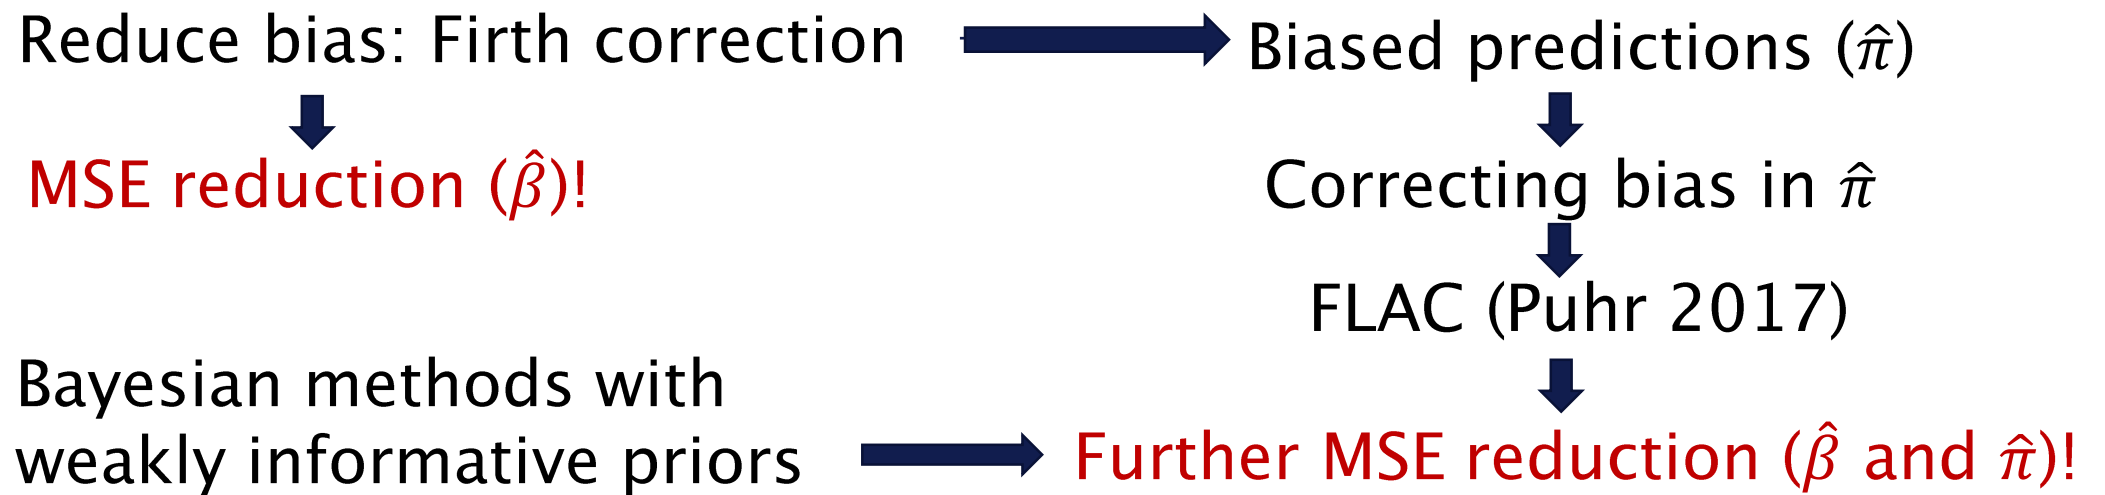 Reduce bias: Firth correction
Biased predictions (π̂)
MSE reduction (β̂)!
Correcting bias in π̂
FLAC (Puhr 2017)
Bayesian methods with
weakly informative priors
Further MSE reduction (β̂ and π̂)!